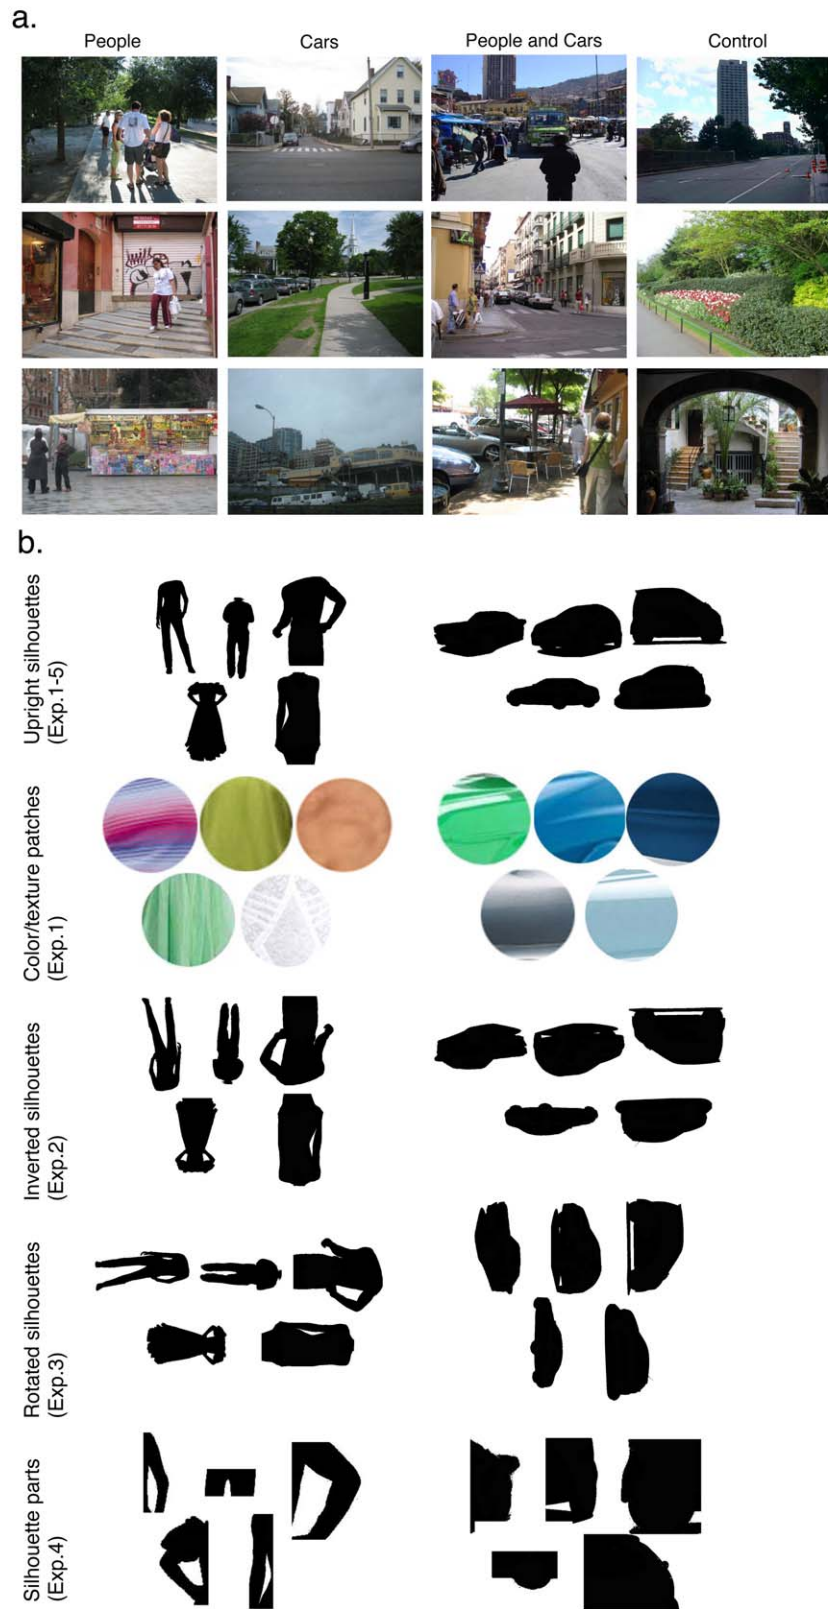 a.
People
Cars
People and Cars
Control
b.
Upright silhouettes
(Exp.1-5)
Color/texture patches
(Exp.1)
Inverted silhouettes
(Exp.2)
Rotated silhouettes
(Exp.3)
Silhouette parts
(Exp.4)